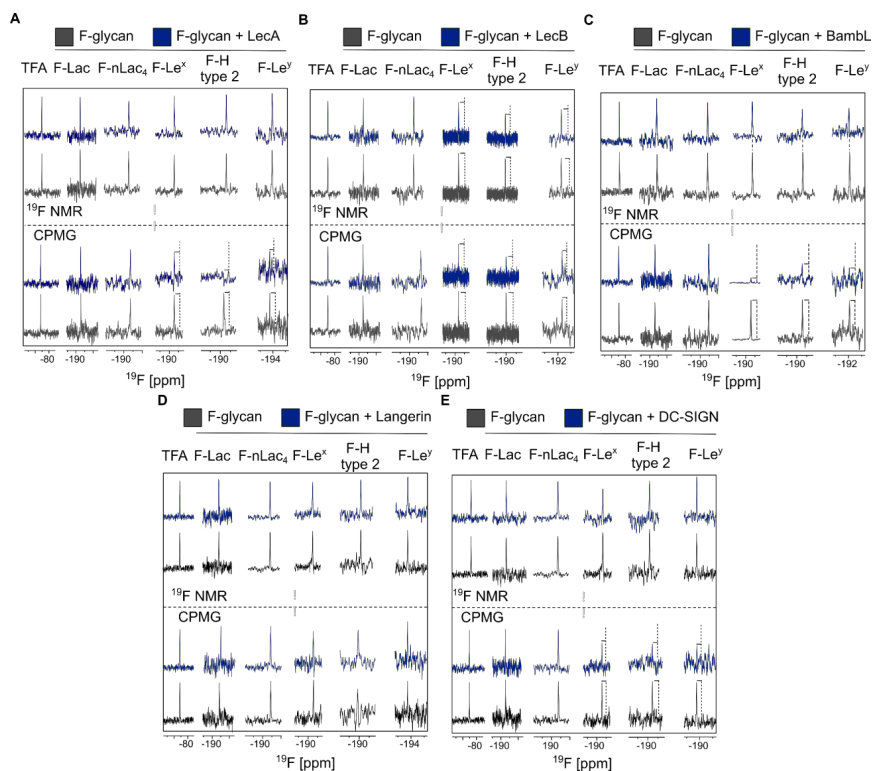 A
F-glycan F-glycan + LecA
TFA F-Lac F-nLac₄ F-Leˣ F-H type 2 F-Leʸ
¹⁹F NMR
CPMG
-80 -190 -190 -190 -190 -194
¹⁹F [ppm]
B
F-glycan F-glycan + LecB
TFA F-Lac F-nLac₄ F-Leˣ F-H type 2 F-Leʸ
¹⁹F NMR
CPMG
-80 -190 -190 -190 -190 -192
¹⁹F [ppm]
C
F-glycan F-glycan + BambL
TFA F-Lac F-nLac₄ F-Leˣ F-H type 2 F-Leʸ
¹⁹F NMR
CPMG
-80 -190 -190 -190 -190 -192
¹⁹F [ppm]
D
F-glycan F-glycan + Langerin
TFA F-Lac F-nLac₄ F-Leˣ F-H type 2 F-Leʸ
¹⁹F NMR
CPMG
-80 -190 -190 -190 -190 -194
¹⁹F [ppm]
E
F-glycan F-glycan + DC-SIGN
TFA F-Lac F-nLac₄ F-Leˣ F-H type 2 F-Leʸ
¹⁹F NMR
CPMG
-80 -190 -190 -190 -190 -190
¹⁹F [ppm]